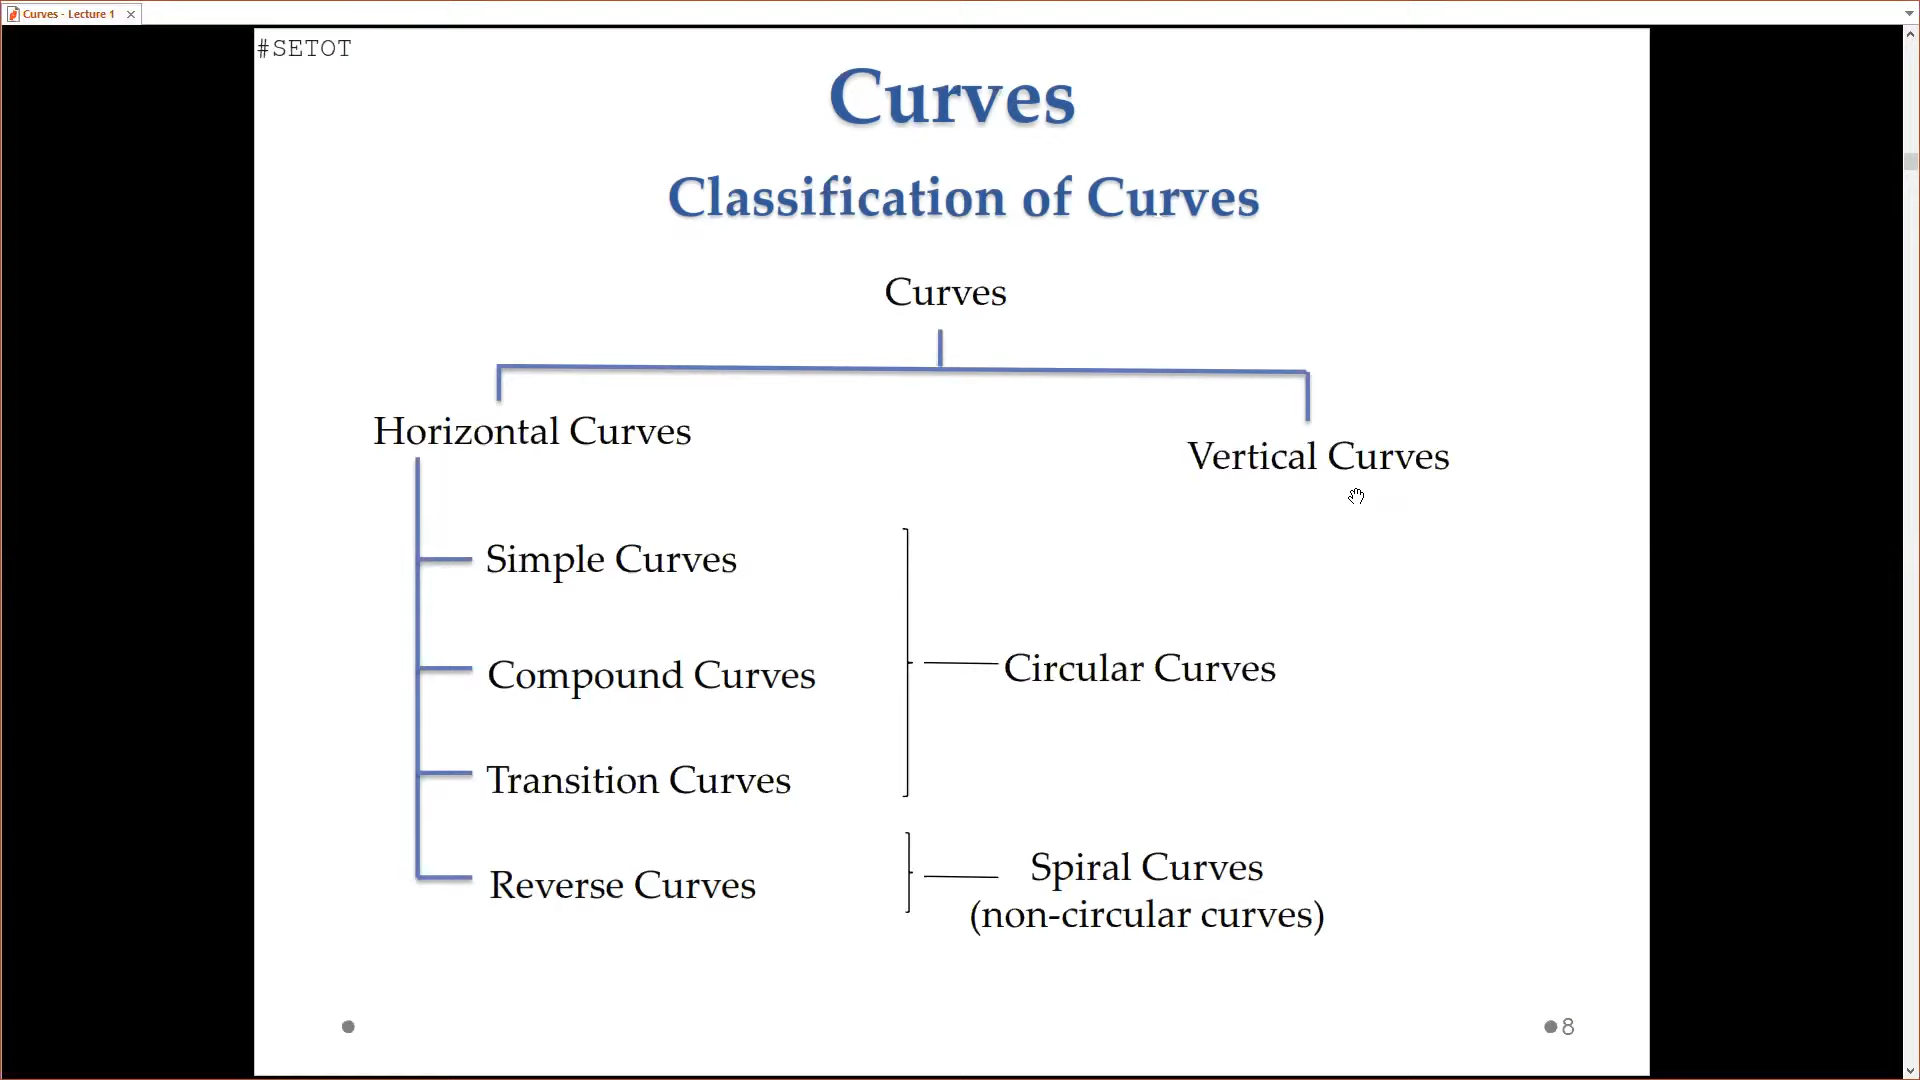 Curves - Lecture 1
#SETOT
Curves
Classification of Curves
Curves
Horizontal Curves
Vertical Curves
Simple Curves
Compound Curves
Circular Curves
Transition Curves
Reverse Curves
Spiral Curves
(non-circular curves)
8